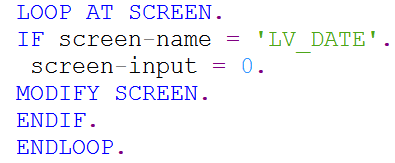 LOOP AT SCREEN.
IF screen-name = 'LV_DATE'.
screen-input = 0.
MODIFY SCREEN.
ENDIF.
ENDLOOP.